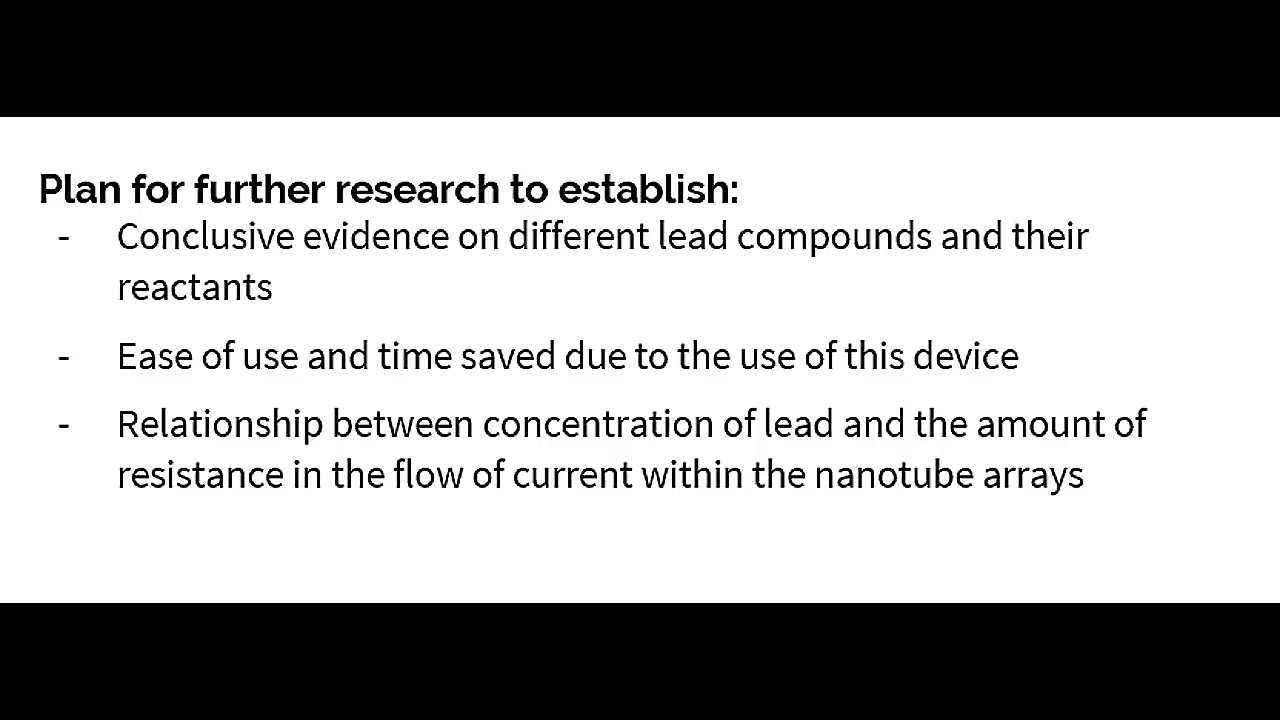 Plan for further research to establish:
- Conclusive evidence on different lead compounds and their
reactants
- Ease of use and time saved due to the use of this device
- Relationship between concentration of lead and the amount of
resistance in the flow of current within the nanotube arrays